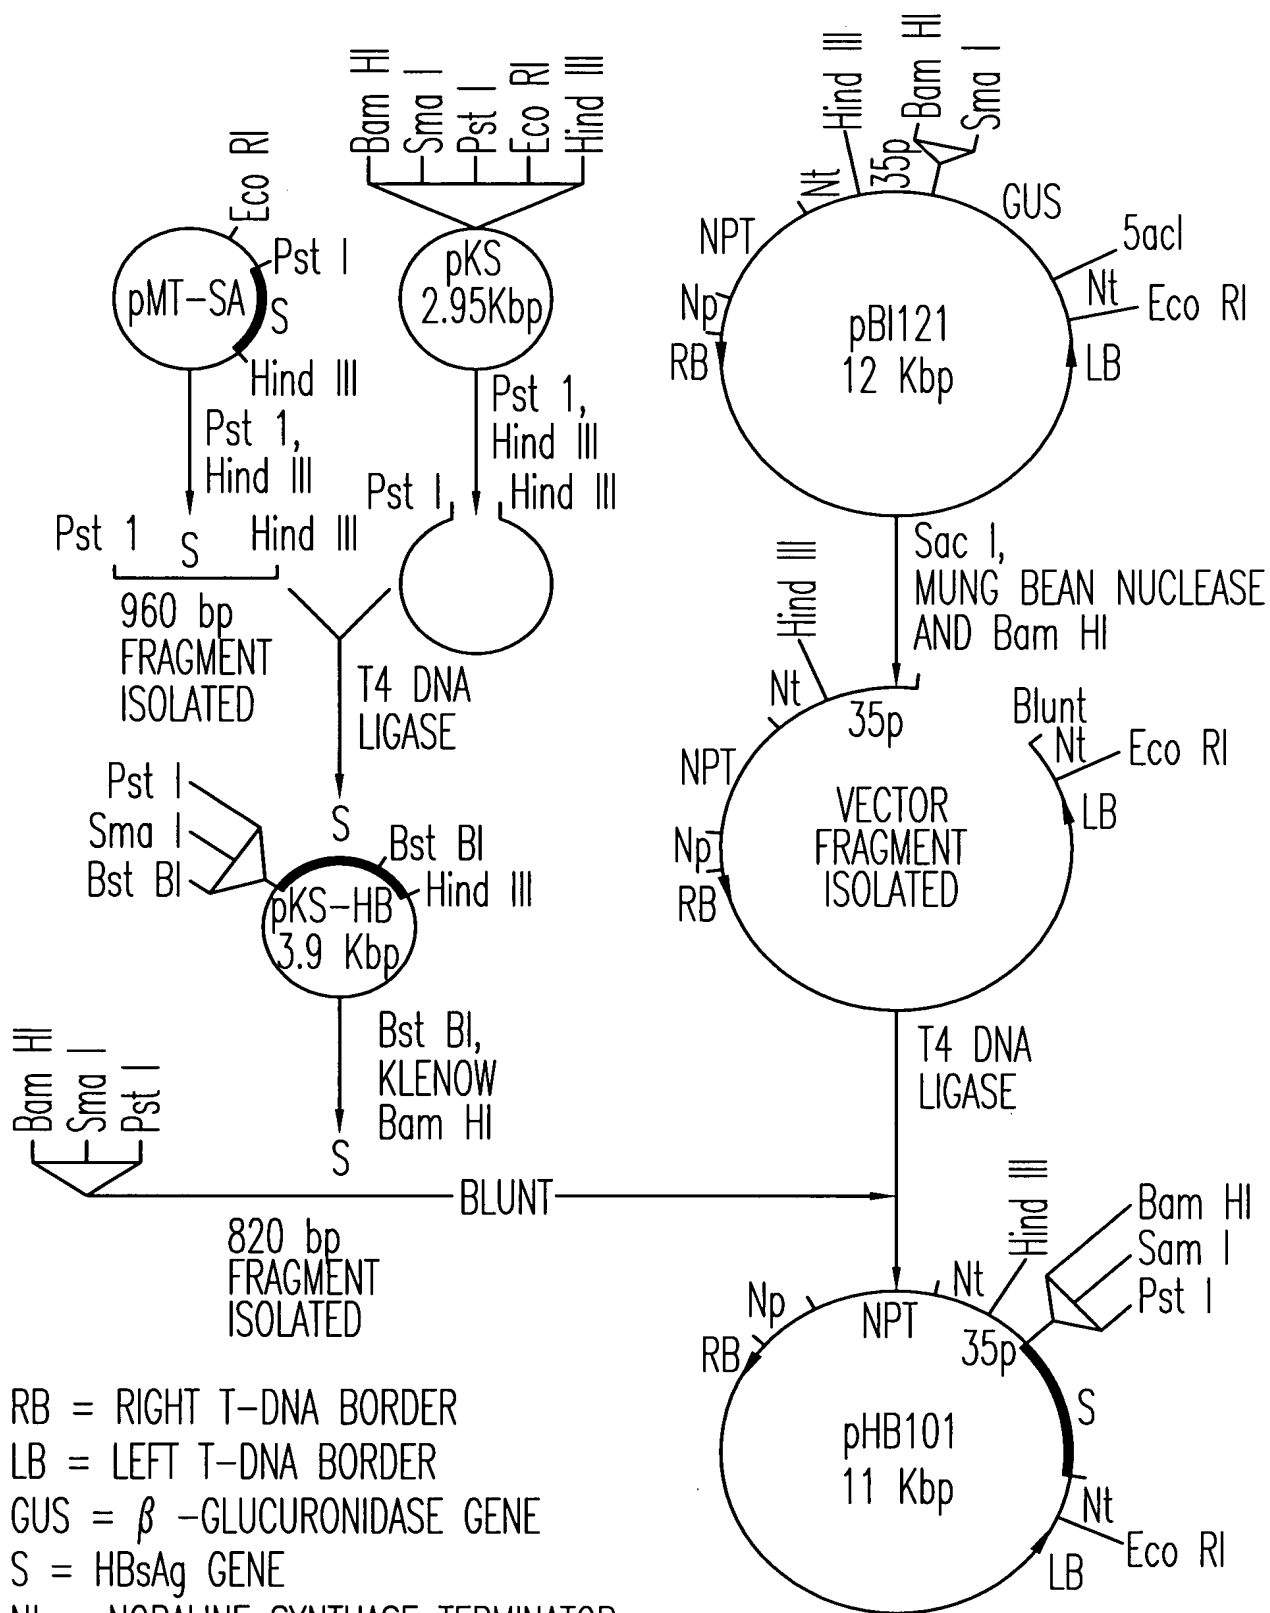 Eco RI
Pst I
pMT-SA
S
Hind III
Pst 1,
Hind III
Pst 1
S
Hind III
960 bp
FRAGMENT
ISOLATED
Bam HI
Sma I
Pst I
Eco RI
Hind III
pKS
2.95Kbp
Pst 1,
Hind III
Pst I
Hind III
T4 DNA
LIGASE
Pst I
Sma I
Bst BI
S
Bst BI
Hind III
pKS-HB
3.9 Kbp
Bst BI,
KLENOW
Bam HI
Bam HI
Sma I
Pst I
S
BLUNT
820 bp
FRAGMENT
ISOLATED
Hind III
35p
Bam HI
Sma I
Nt
GUS
NPT
5acI
Np
Nt
Eco RI
RB
LB
pBI121
12 Kbp
Sac I,
MUNG BEAN NUCLEASE
AND Bam HI
Hind III
Nt
35p
Blunt
Nt
Eco RI
NPT
LB
Np
RB
VECTOR
FRAGMENT
ISOLATED
T4 DNA
LIGASE
Hind III
Bam HI
Sam I
Pst I
Nt
Np
NPT
35p
RB
S
pHB101
11 Kbp
Nt
Eco RI
LB
RB = RIGHT T-DNA BORDER
LB = LEFT T-DNA BORDER
GUS = β -GLUCURONIDASE GENE
S = HBsAg GENE
NOPALINE SYNTHASE TERMINATOR